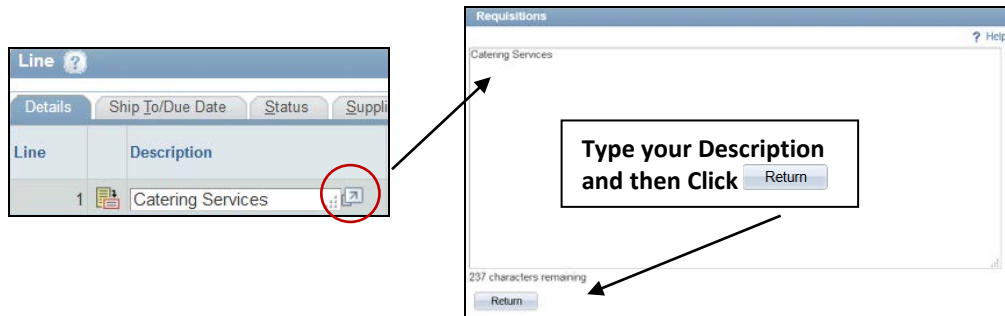 Line ?
Details Ship To/Due Date Status Suppli
Line Description
1 Catering Services
Requisitions
? Help
Catering Services
Type your Description
and then Click Return
237 characters remaining
Return